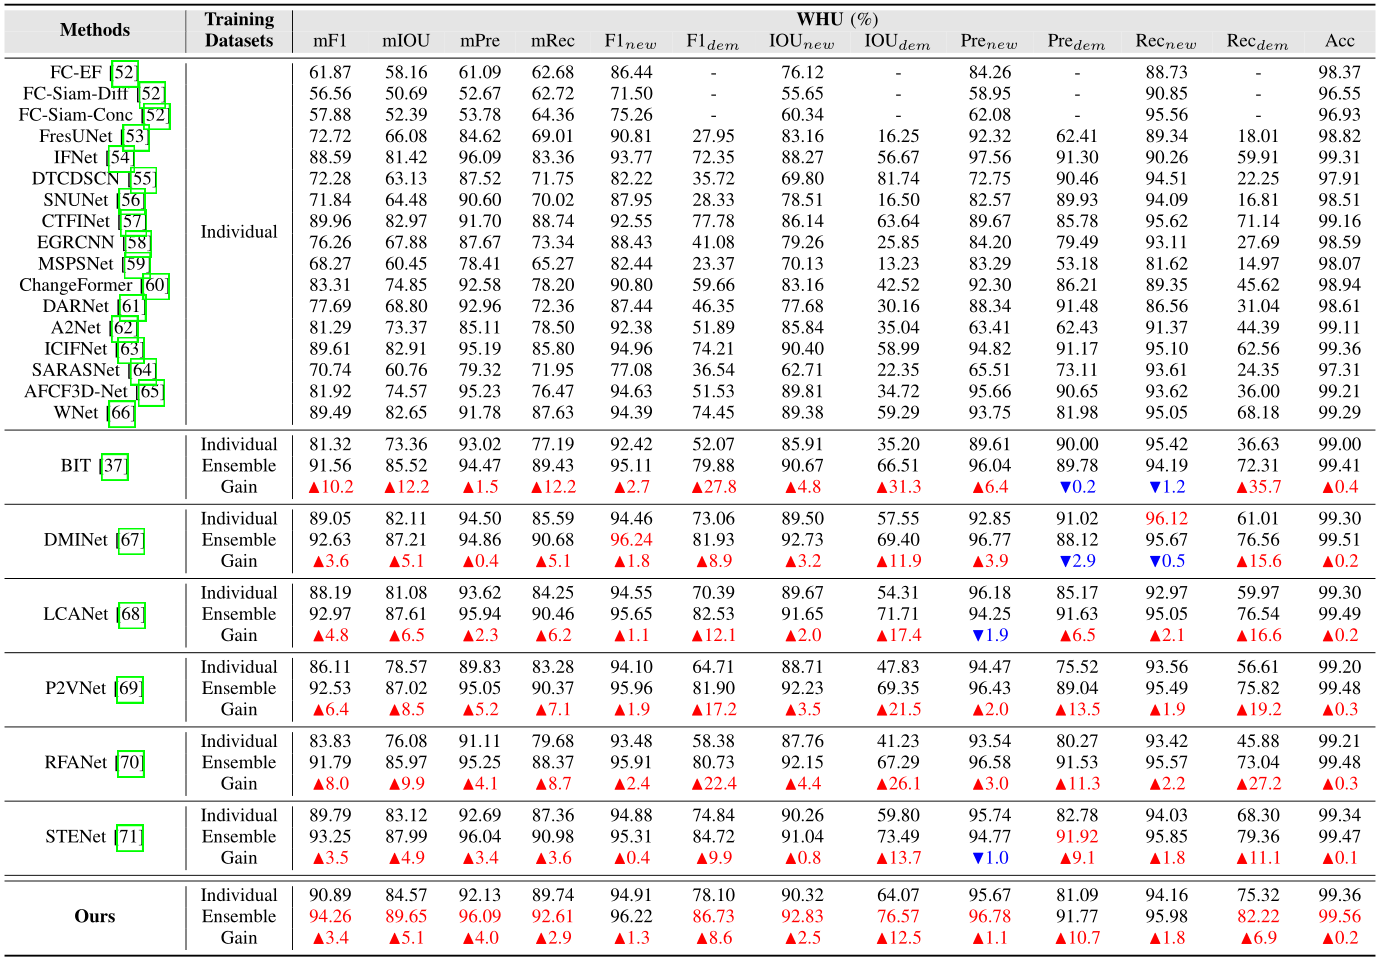 Methods Training Datasets WHU (%)
mF1 mIOU mPre mRec F1new F1dem IOUnew IOUdem Prenew Predem Recnew Recdem Acc
FC-EF [52] 61.87 58.16 61.09 62.68 86.44 - 76.12 - 84.26 - 88.73 - 98.37
FC-Siam-Diff [52] 56.56 50.69 52.67 62.72 71.50 - 55.65 - 58.95 - 90.85 - 96.55
FC-Siam-Conc [52] 57.88 52.39 53.78 64.36 75.26 - 60.34 - 62.08 - 95.56 - 96.93
FresUNet [53] 72.72 66.08 84.62 69.01 90.81 27.95 83.16 16.25 92.32 62.41 89.34 18.01 98.82
IFNet [54] 88.59 81.42 96.09 83.36 93.77 72.35 88.27 56.67 97.56 91.30 90.26 59.91 99.31
DTCDSCN [55] 72.28 63.13 87.52 71.75 82.22 35.72 69.80 81.74 72.75 90.46 94.51 22.25 97.91
SNUNet [56] 71.84 64.48 90.60 70.02 87.95 28.33 78.51 16.50 82.57 89.93 94.09 16.81 98.51
CTFINet [57] 89.96 82.97 91.70 88.74 92.55 77.78 86.14 63.64 89.67 85.78 95.62 71.14 99.16
Individual
EGRCNN [58] 76.26 67.88 87.67 73.34 88.43 41.08 79.26 25.85 84.20 79.49 93.11 27.69 98.59
MSPSNet [59] 68.27 60.45 78.41 65.27 82.44 23.37 70.13 13.23 83.29 53.18 81.62 14.97 98.07
ChangeFormer [60] 83.31 74.85 92.58 78.20 90.80 59.66 83.16 42.52 92.30 86.21 89.35 45.62 98.94
DARNet [61] 77.69 68.80 92.96 72.36 87.44 46.35 77.68 30.16 88.34 91.48 86.56 31.04 98.61
A2Net [62] 81.29 73.37 85.11 78.50 92.38 51.89 85.84 35.04 63.41 62.43 91.37 44.39 99.11
ICIFNet [63] 89.61 82.91 95.19 85.80 94.96 74.21 90.40 58.99 94.82 91.17 95.10 62.56 99.36
SARASNet [64] 70.74 60.76 79.32 71.95 77.08 36.54 62.71 22.35 65.51 73.11 93.61 24.35 97.31
AFCF3D-Net [65] 81.92 74.57 95.23 76.47 94.63 51.53 89.81 34.72 95.66 90.65 93.62 36.00 99.21
WNet [66] 89.49 82.65 91.78 87.63 94.39 74.45 89.38 59.29 93.75 81.98 95.05 68.18 99.29
Individual 81.32 73.36 93.02 77.19 92.42 52.07 85.91 35.20 89.61 90.00 95.42 36.63 99.00
BIT [37] Ensemble 91.56 85.52 94.47 89.43 95.11 79.88 90.67 66.51 96.04 89.78 94.19 72.31 99.41
Gain ▲10.2 ▲12.2 ▲1.5 ▲12.2 ▲2.7 ▲27.8 ▲4.8 ▲31.3 ▲6.4 ▼0.2 ▼1.2 ▲35.7 ▲0.4
Individual 89.05 82.11 94.50 85.59 94.46 73.06 89.50 57.55 92.85 91.02 96.12 61.01 99.30
DMINet [67] Ensemble 92.63 87.21 94.86 90.68 96.24 81.93 92.73 69.40 96.77 88.12 95.67 76.56 99.51
Gain ▲3.6 ▲5.1 ▲0.4 ▲5.1 ▲1.8 ▲8.9 ▲3.2 ▲11.9 ▲3.9 ▼2.9 ▼0.5 ▲15.6 ▲0.2
Individual 88.19 81.08 93.62 84.25 94.55 70.39 89.67 54.31 96.18 85.17 92.97 59.97 99.30
LCANet [68] Ensemble 92.97 87.61 95.94 90.46 95.65 82.53 91.65 71.71 94.25 91.63 95.05 76.54 99.49
Gain ▲4.8 ▲6.5 ▲2.3 ▲6.2 ▲1.1 ▲12.1 ▲2.0 ▲17.4 ▼1.9 ▲6.5 ▲2.1 ▲16.6 ▲0.2
Individual 86.11 78.57 89.83 83.28 94.10 64.71 88.71 47.83 94.47 75.52 93.56 56.61 99.20
P2VNet [69] Ensemble 92.53 87.02 95.05 90.37 95.96 81.90 92.23 69.35 96.43 89.04 95.49 75.82 99.48
Gain ▲6.4 ▲8.5 ▲5.2 ▲7.1 ▲1.9 ▲17.2 ▲3.5 ▲21.5 ▲2.0 ▲13.5 ▲1.9 ▲19.2 ▲0.3
Individual 83.83 76.08 91.11 79.68 93.48 58.38 87.76 41.23 93.54 80.27 93.42 45.88 99.21
RFANet [70] Ensemble 91.79 85.97 95.25 88.37 95.91 80.73 92.15 67.29 96.58 91.53 95.57 73.04 99.48
Gain ▲8.0 ▲9.9 ▲4.1 ▲8.7 ▲2.4 ▲22.4 ▲4.4 ▲26.1 ▲3.0 ▲11.3 ▲2.2 ▲27.2 ▲0.3
Individual 89.79 83.12 92.69 87.36 94.88 74.84 90.26 59.80 95.74 82.78 94.03 68.30 99.34
STENet [71] Ensemble 93.25 87.99 96.04 90.98 95.31 84.72 91.04 73.49 94.77 91.92 95.85 79.36 99.47
Gain ▲3.5 ▲4.9 ▲3.4 ▲3.6 ▲0.4 ▲9.9 ▲0.8 ▲13.7 ▼1.0 ▲9.1 ▲1.8 ▲11.1 ▲0.1
Individual 90.89 84.57 92.13 89.74 94.91 78.10 90.32 64.07 95.67 81.09 94.16 75.32 99.36
Ours Ensemble 94.26 89.65 96.09 92.61 96.22 86.73 92.83 76.57 96.78 91.77 95.98 82.22 99.56
Gain ▲3.4 ▲5.1 ▲4.0 ▲2.9 ▲1.3 ▲8.6 ▲2.5 ▲12.5 ▲1.1 ▲10.7 ▲1.8 ▲6.9 ▲0.2